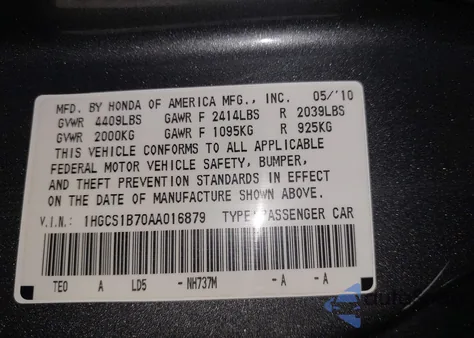 MFD. BY HONDA OF AMERICA MFG., INC. 05/'10
GVWR 4409LBS GAWR F 2414LBS R 2039LBS
GVWR 2000KG GAWR F 1095KG R 925KG
THIS VEHICLE CONFORMS TO ALL APPLICABLE
FEDERAL MOTOR VEHICLE SAFETY, BUMPER,
AND THEFT PREVENTION STANDARDS IN EFFECT
ON THE DATE OF MANUFACTURE SHOWN ABOVE.
V.I.N.: 1HGCS1B70AA016879 TYPE: PASSENGER CAR
TEO A LD5 - NH737M - A - A